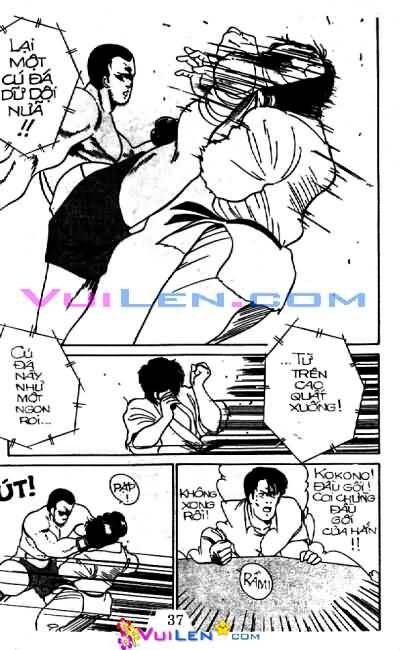 LẠI
MỘT
CÚ ĐÁ
DỮ DỘI
NỮA
!!
VUILEN.COM
CÚ
ĐÁ
NÀY
NHƯ
MỘT
NGỌN
ROI...
...TỪ
TRÊN
CAO
QUẤT
XUỐNG!
ÚT!
PẶP!
KHÔNG
XONG
RỒI!
KOKONO!
ĐẦU GỐI!
COI CHỪNG
ĐẦU
GỐI
CỦA HẮN
!!
RẦM!
37
VUILEN.COM